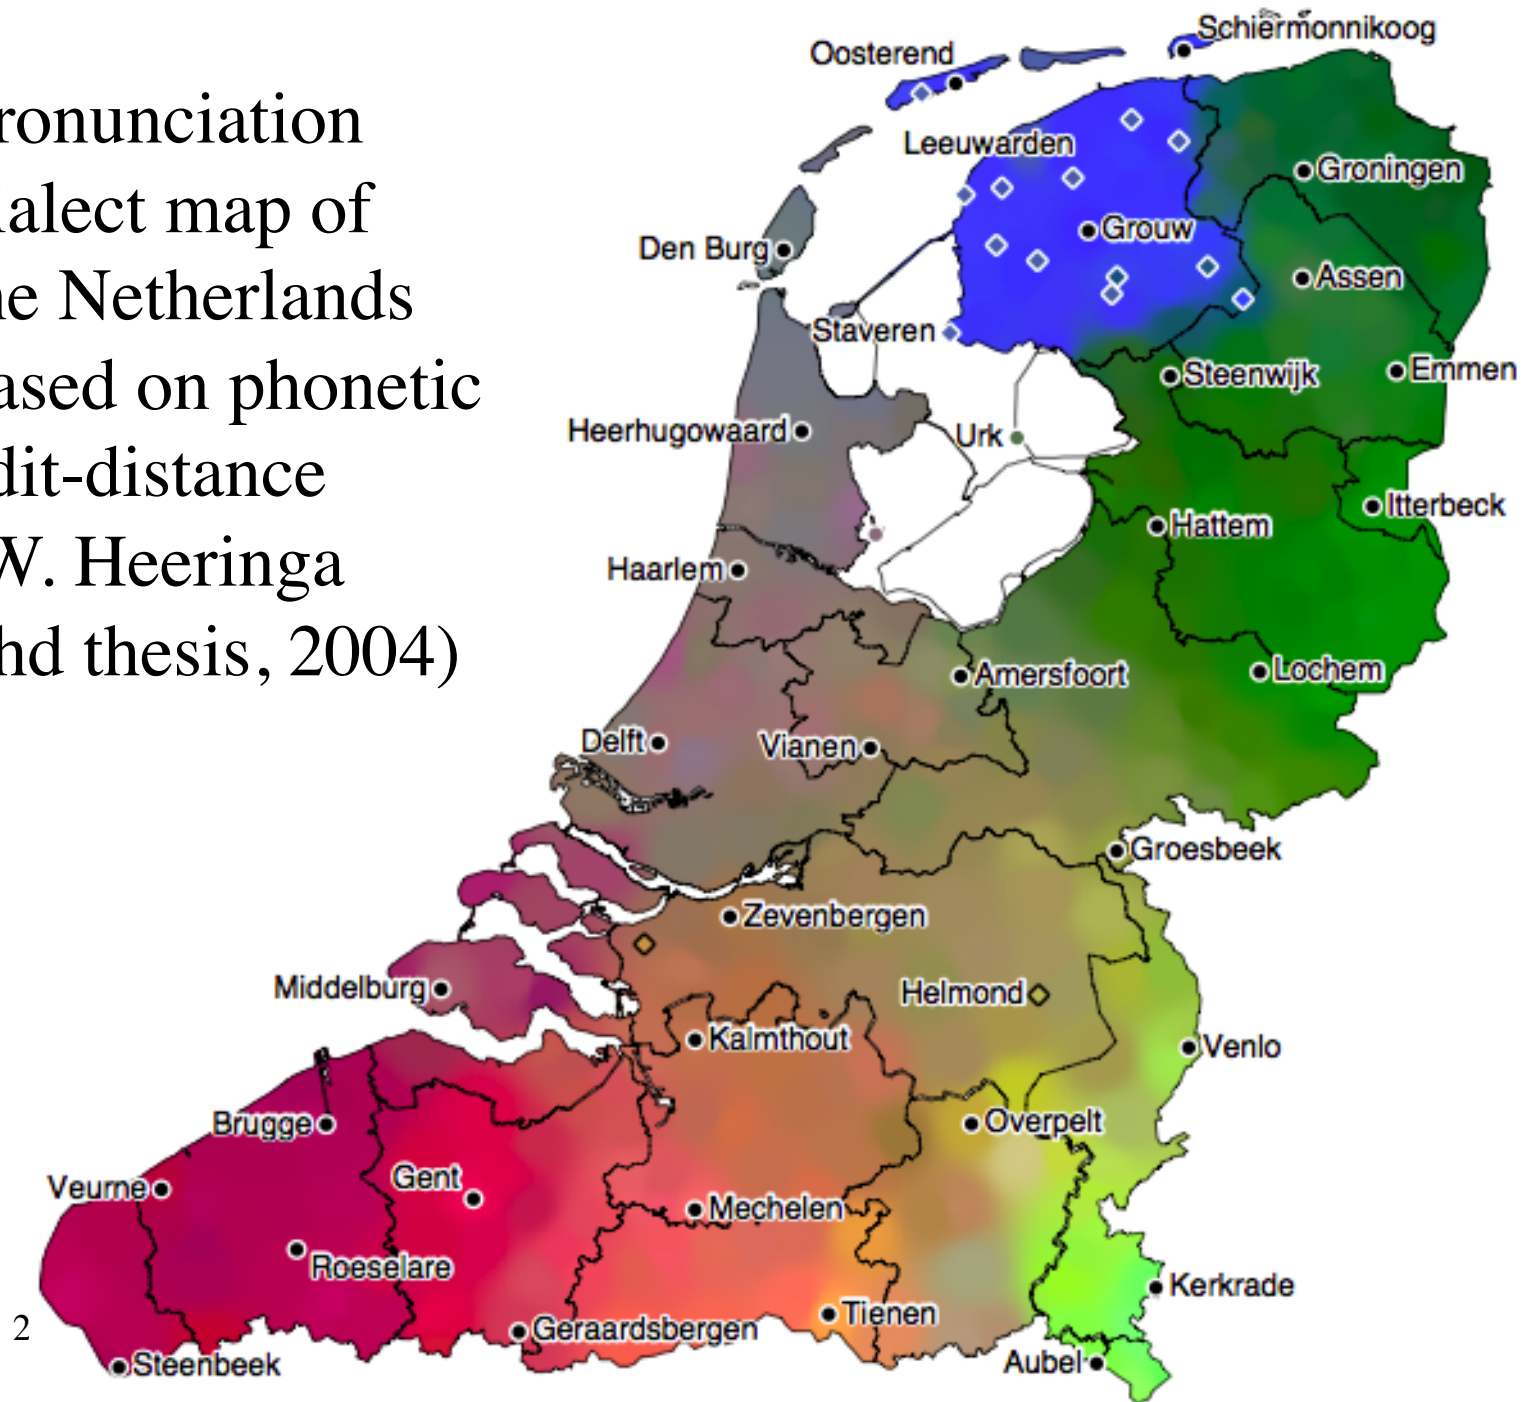 ronunciation
ialect map of
ne Netherlands
ased on phonetic
dit-distance
W. Heeringa
hd thesis, 2004)
Schiermonnikoog
Oosterend
Leeuwarden
Groningen
Grouw
Den Burg
Assen
Staveren
Steenwijk
Emmen
Heerhugowaard
Urk
Itterbeck
Hattem
Haarlem
Amersfoort
Lochem
Delft
Vianen
Groesbeek
Zevenbergen
Middelburg
Helmond
Kalmthout
Venlo
Brugge
Overpelt
Veurne
Gent
Mechelen
Roeselare
Kerkrade
Tienen
Geraardsbergen
2
Steenbeek
Aubel